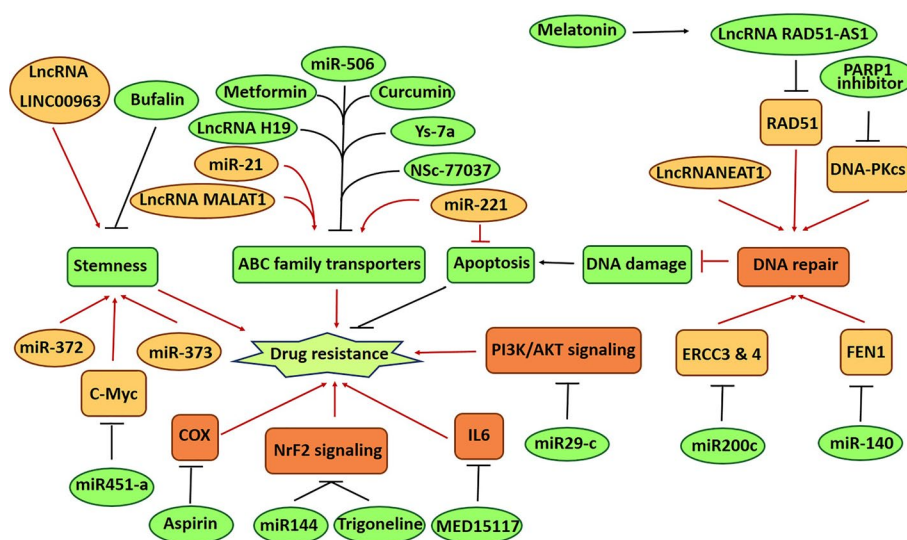 Melatonin
LncRNA RAD51-AS1
LncRNA
LINC00963
Bufalin
miR-506
Metformin
Curcumin
PARP1
inhibitor
LncRNA H19
Ys-7a
RAD51
miR-21
NSc-77037
LncRNANEAT1
DNA-PKcs
LncRNA MALAT1
miR-221
Stemness
ABC family transporters
Apoptosis
DNA damage
DNA repair
miR-372
miR-373
Drug resistance
PI3K/AKT signaling
ERCC3 & 4
FEN1
C-Myc
COX
NrF2 signaling
IL6
miR29-c
miR200c
miR-140
miR451-a
Aspirin
miR144
Trigoneline
MED15117